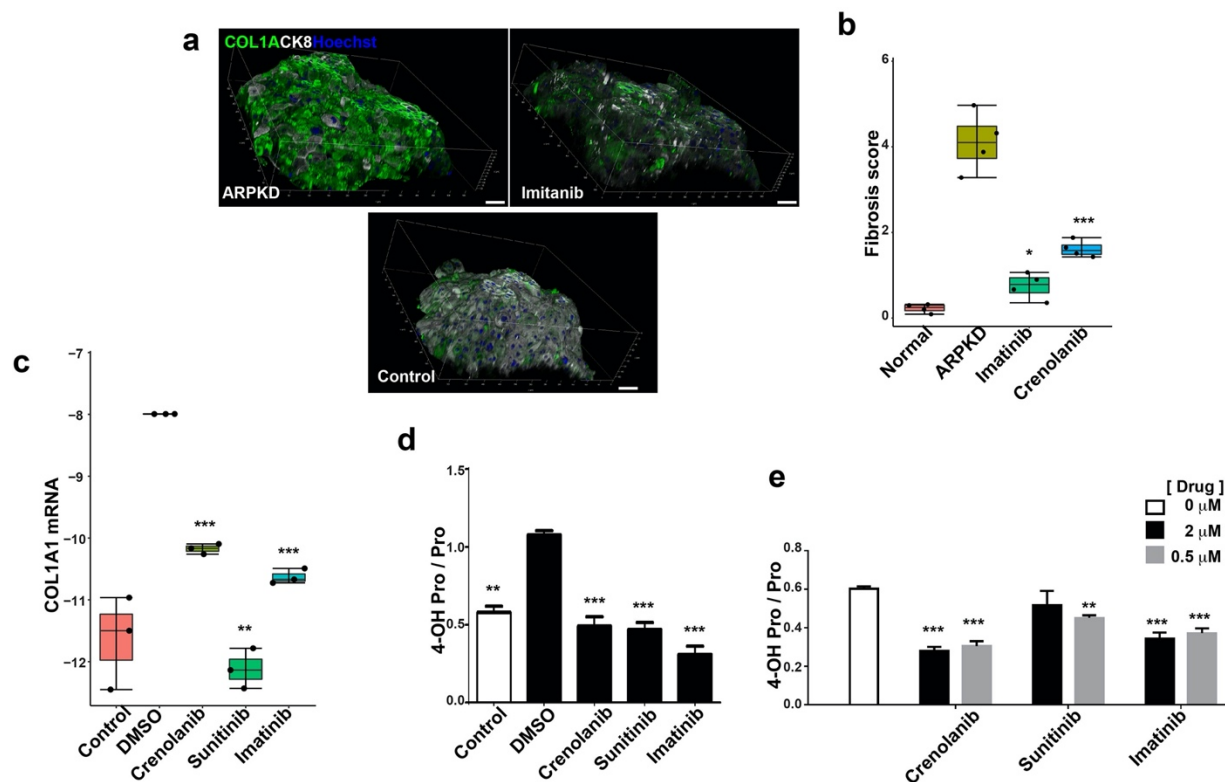 a
COL1ACK8Hoechst
ARPKD
Imitanib
Control
b
Fibrosis score
6
4
2
0
*
***
Normal
ARPKD
Imatinib
Crenolanib
c
COL1A1 mRNA
−7
−8
−9
−10
−11
−12
***
**
***
Control
DMSO
Crenolanib
Sunitinib
Imatinib
d
4-OH Pro / Pro
1.5
1.0
0.5
0.0
**
***
***
***
Control
DMSO
Crenolanib
Sunitinib
Imatinib
e
[ Drug ]
0 μM
2 μM
0.5 μM
4-OH Pro / Pro
0.8
0.6
0.4
0.2
0.0
*** ***
**
*** ***
Crenolanib
Sunitinib
Imatinib